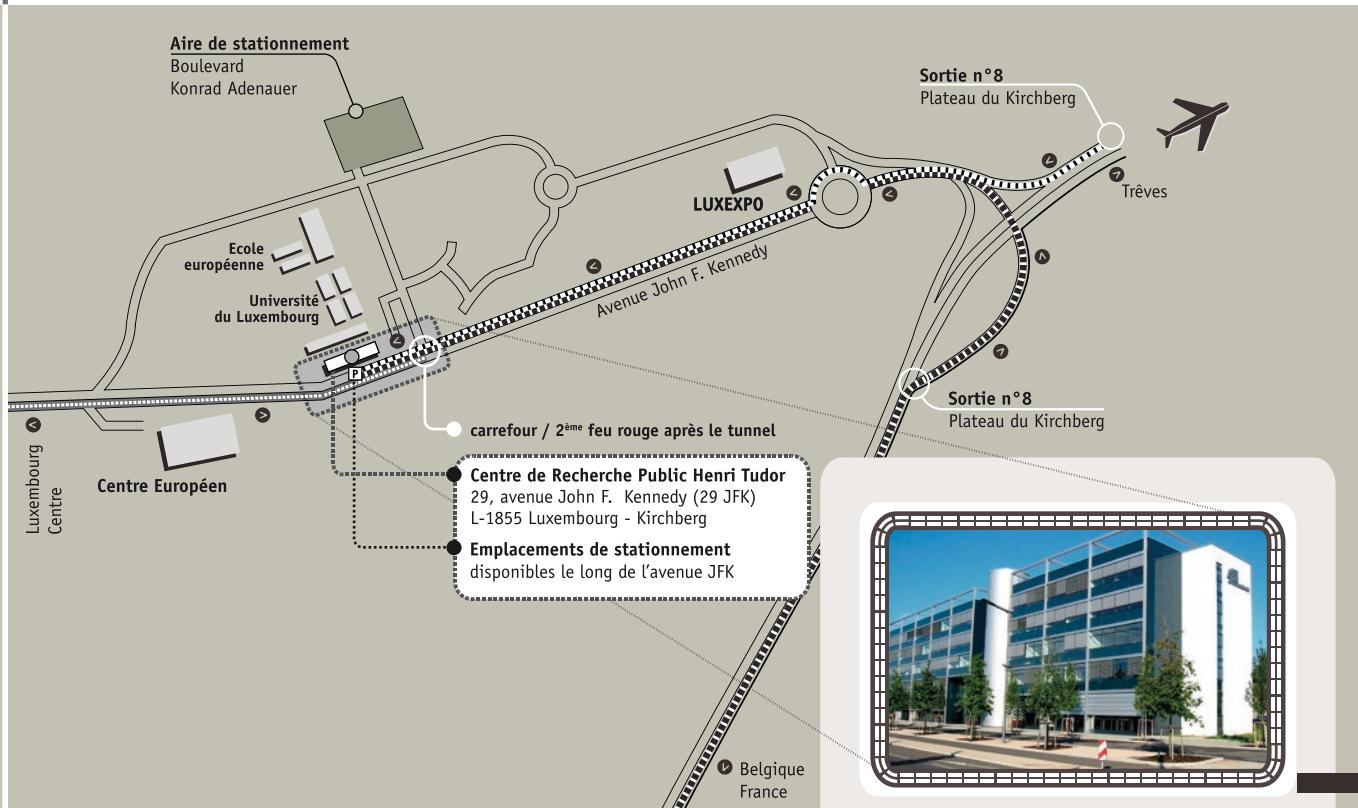 Aire de stationnement
Boulevard
Konrad Adenauer
Sortie n°8
Plateau du Kirchberg
Trêves
LUXEXPO
Ecole
européenne
Avenue John F. Kennedy
Université
du Luxembourg
P
Sortie n°8
Plateau du Kirchberg
carrefour / 2ème feu rouge après le tunnel
Luxembourg
Centre
Centre Européen
Centre de Recherche Public Henri Tudor
29, avenue John F. Kennedy (29 JFK)
L-1855 Luxembourg - Kirchberg
Emplacements de stationnement
disponibles le long de l'avenue JFK
Belgique
France